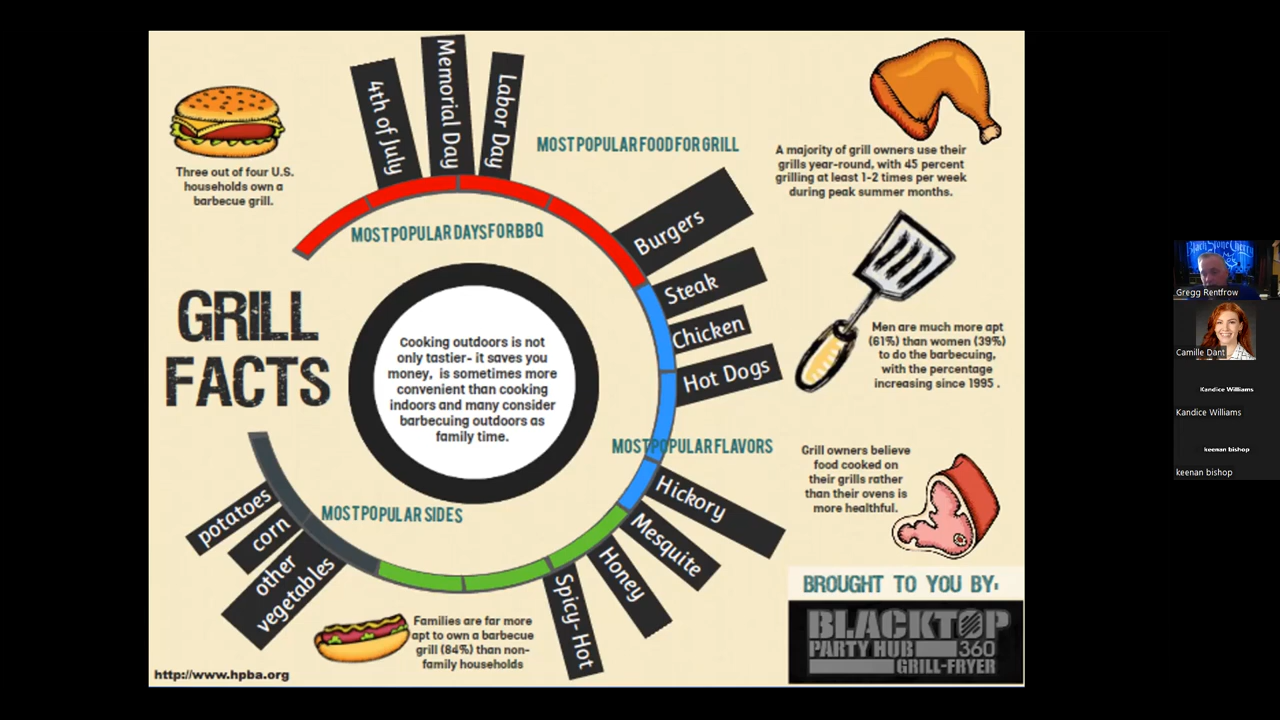 4th of July
Memorial Day
Labor Day
MOST POPULAR FOOD FOR GRILL
Three out of four U.S.
households own a
barbecue grill.
A majority of grill owners use their
grills year-round, with 45 percent
grilling at least 1-2 times per week
during peak summer months.
MOST POPULAR DAYS FOR BBQ
Burgers
Steak
Chicken
Hot Dogs
GRILL
FACTS
Cooking outdoors is not
only tastier- it saves you
money, is sometimes more
convenient than cooking
indoors and many consider
barbecuing outdoors as
family time.
Men are much more apt
(61%) than women (39%)
to do the barbecuing,
with the percentage
increasing since 1995 .
MOST POPULAR FLAVORS
Hickory
Mesquite
Honey
Spicy-Hot
Grill owners believe
food cooked on
their grills rather
than their ovens is
more healthful.
MOST POPULAR SIDES
potatoes
corn
other
vegetables
Families are far more
apt to own a barbecue
grill (84%) than non-
family households
BROUGHT TO YOU BY:
BLACKTOP
PARTY HUB 360
GRILL-FRYER
http://www.hpba.org
Black Stone Cherry
Gregg Rentfrow
Camille Dant
Kandice Williams
Kandice Williams
keenan bishop
keenan bishop